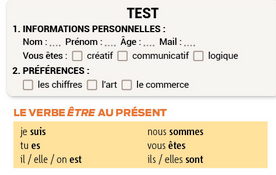 TEST
1. INFORMATIONS PERSONNELLES :
Nom : .... Prénom : .... Âge : .... Mail : ....
Vous êtes : créatif communicatif logique
2. PRÉFÉRENCES :
les chiffres l'art le commerce
LE VERBE ÊTRE AU PRÉSENT
je suis
tu es
il / elle / on est
nous sommes
vous êtes
ils / elles sont